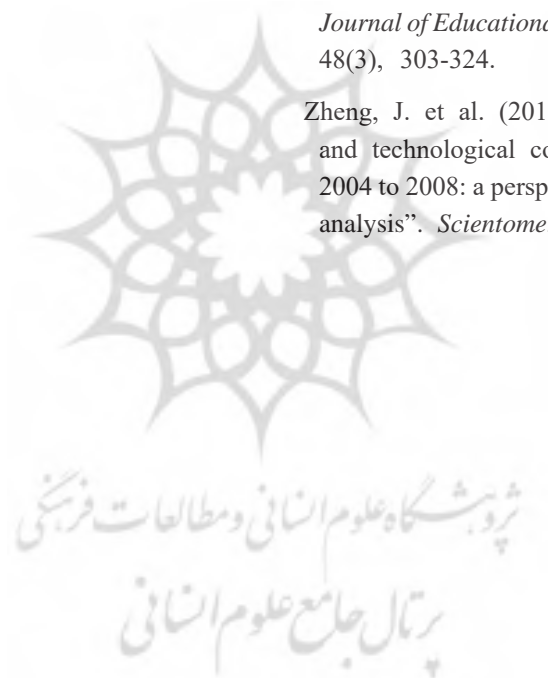 Journal of Educationa
48(3), 303-324.
Zheng, J. et al. (201
and technological co
2004 to 2008: a persp
analysis”. Scientome
پژوهشگاه علوم انسانی و مطالعات فرهنگی
پرتال جامع علوم انسانی